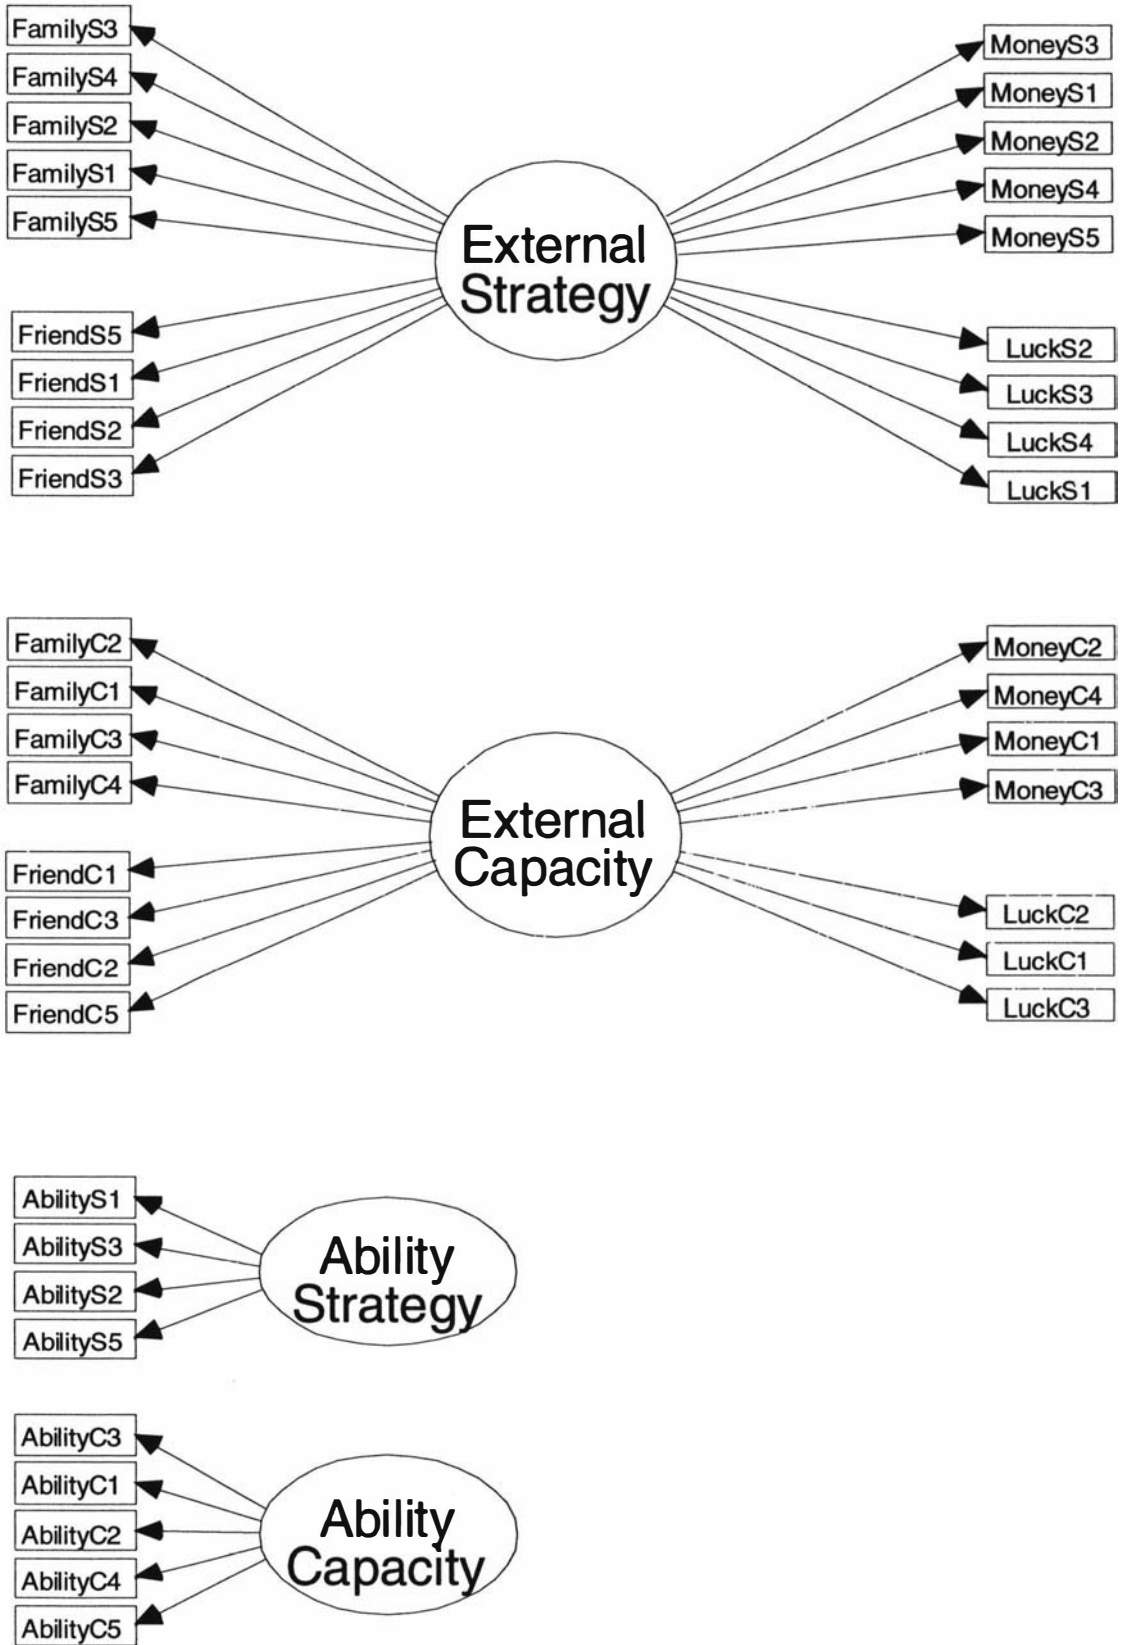 FamilyS3
FamilyS4
FamilyS2
FamilyS1
FamilyS5
FriendS5
FriendS1
FriendS2
FriendS3
External
Strategy
MoneyS3
MoneyS1
MoneyS2
MoneyS4
MoneyS5
LuckS2
LuckS3
LuckS4
LuckS1
FamilyC2
FamilyC1
FamilyC3
FamilyC4
FriendC1
FriendC3
FriendC2
FriendC5
External
Capacity
MoneyC2
MoneyC4
MoneyC1
MoneyC3
LuckC2
LuckC1
LuckC3
AbilityS1
AbilityS3
AbilityS2
AbilityS5
Ability
Strategy
AbilityC3
AbilityC1
AbilityC2
AbilityC4
AbilityC5
Ability
Capacity